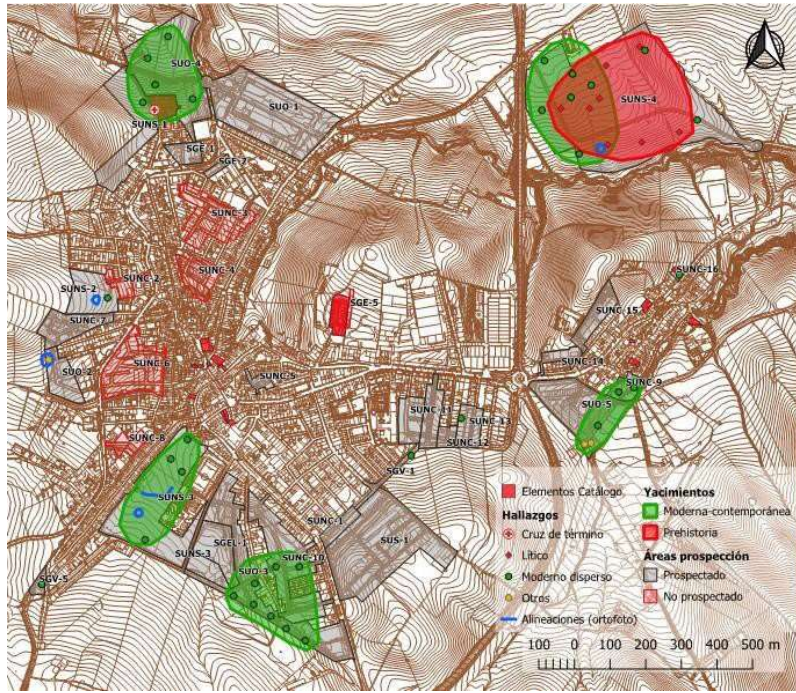 SUO-4
SUO-1
SUNS-1
SGE-1
SGE-2
SUNS-4
SUNC-3
SUNC-4
SUNC-2
SUNS-2
SUNC-7
SGE-5
SUNC-16
SUNC-15
SUNC-6
SUO-2
SUNC-5
SUNC-14
SUNC-9
SUO-5
SUNC-11
SUNC-13
SUNC-12
SUNC-8
SGV-1
SUNS-3
SUNC-1
SUS-1
SGEL-1
SUNS-3
SUNC-10
SUO-3
SGV-5
Elementos Catálogo
Hallazgos
Cruz de término
Lítico
Moderno disperso
Otros
Alineaciones (ortofoto)
Yacimientos
Moderna-contemporánea
Prehistoria
Áreas prospección
Prospectado
No prospectado
100 0 100 200 300 400 500 m